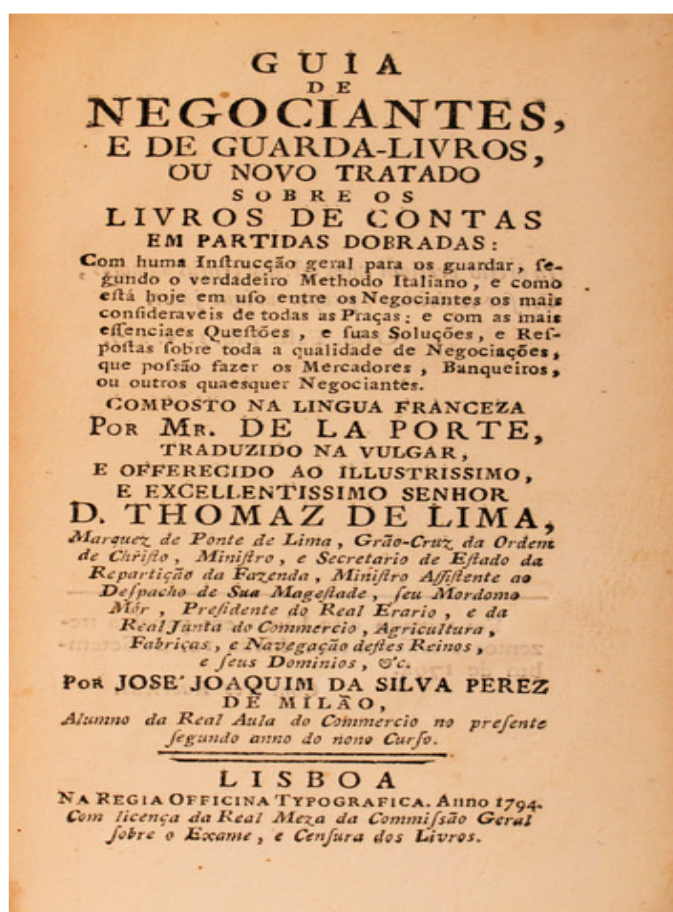 GUIA
DE
NEGOCIANTES,
E DE GUARDA-LIVROS,
OU NOVO TRATADO
SOBRE OS
LIVROS DE CONTAS
EM PARTIDAS DOBRADAS:
Com huma Inſtrucção geral para os guardar, ſe-
gundo o verdadeiro Methodo Italiano, e como
eſtá hoje em uſo entre os Negociantes os mais
conſideraveis de todas as Praças; e com as mais
eſſenciaes Queſtões, e ſuas Soluções, e Reſ-
poſtas ſobre toda a qualidade de Negociações,
que poſsão fazer os Mercadores, Banqueiros,
ou outros quaesquer Negociantes.
COMPOSTO NA LINGUA FRANCEZA
POR MR. DE LA PORTE,
TRADUZIDO NA VULGAR,
E OFFERECIDO AO ILLUSTRISSIMO,
E EXCELLENTISSIMO SENHOR
D. THOMAZ DE LIMA,
Marquez de Ponte de Lima, Grão-Cruz da Ordem
de Chriſto, Miniſtro, e Secretario de Eſtado da
Repartição da Fazenda, Miniſtro Aſſiſtente ao
Deſpacho de Sua Mageſtade, ſeu Mordomo
Mór, Preſidente do Real Erario, e da
Real Junta do Commercio, Agricultura,
Fabricas, e Navegação deſtes Reinos,
e ſeus Dominios, &c.
POR JOSE' JOAQUIM DA SILVA PEREZ
DE MILÃO,
Alumno da Real Aula do Commercio no preſente
ſegundo anno do nono Curſo.
LISBOA
NA REGIA OFFICINA TYPOGRAFICA. Anno 1794.
Com licença da Real Meza da Commiſsão Geral
ſobre o Exame, e Cenſura dos Livros.